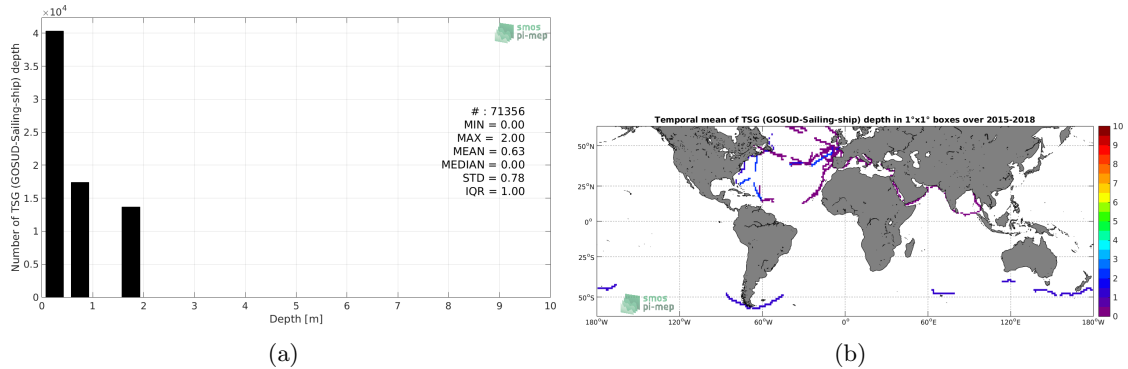 ×10⁴
4
3.5
3
2.5
2
1.5
1
0.5
0
Number of TSG (GOSUD-Sailing-ship) depth
smos
pi-mep
# : 71356
MIN = 0.00
MAX = 2.00
MEAN = 0.63
MEDIAN = 0.00
STD = 0.78
IQR = 1.00
0 1 2 3 4 5 6 7 8 9 10
Depth [m]
(a)
Temporal mean of TSG (GOSUD-Sailing-ship) depth in 1°x1° boxes over 2015-2018
50°N
25°N
0°
25°S
50°S
smos
pi-mep
180°W 120°W 60°W 0° 60°E 120°E 180°W
10
9
8
7
6
5
4
3
2
1
0
(b)